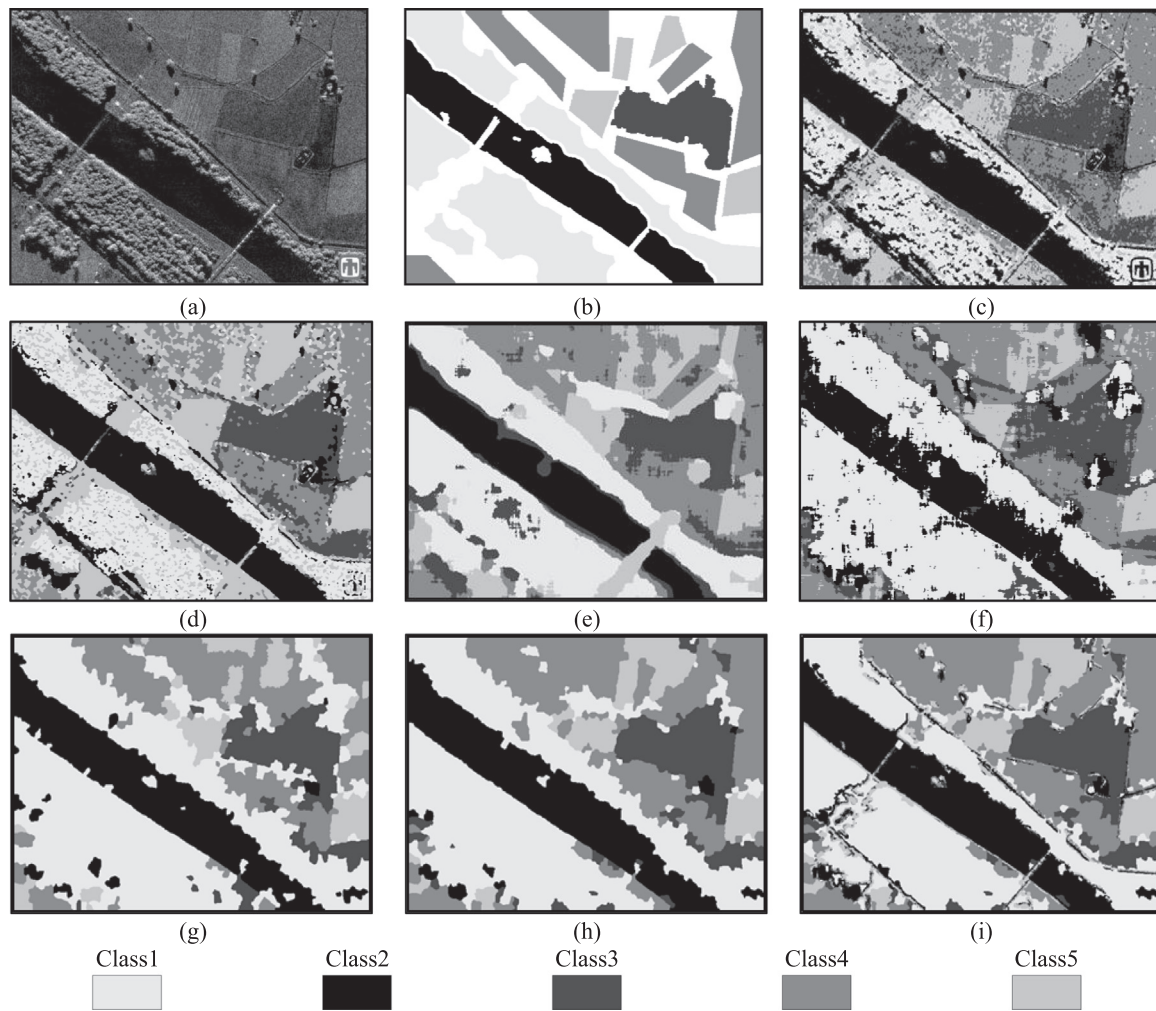 (a)
(b)
(c)
(d)
(e)
(f)
(g)
(h)
(i)
Class1
Class2
Class3
Class4
Class5